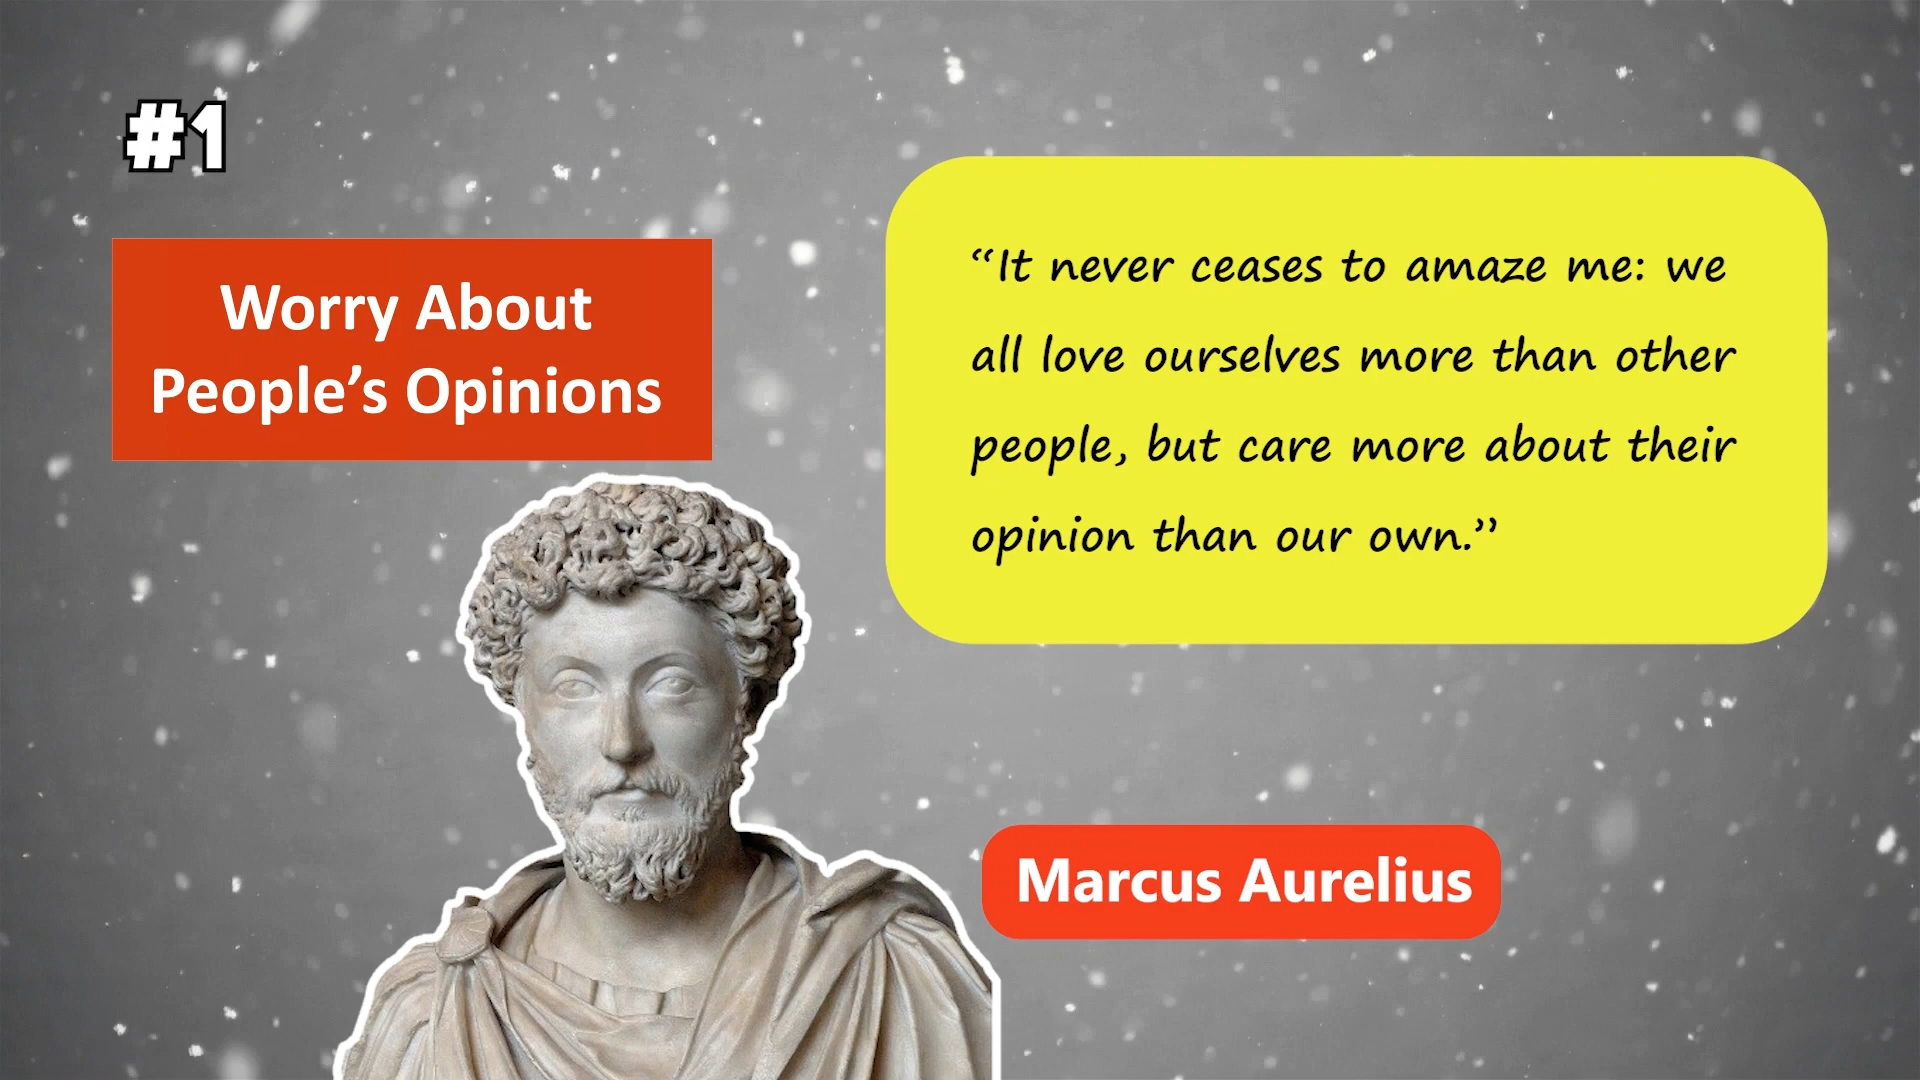 #1
Worry About
People’s Opinions
“It never ceases to amaze me: we
all love ourselves more than other
people, but care more about their
opinion than our own.”
Marcus Aurelius